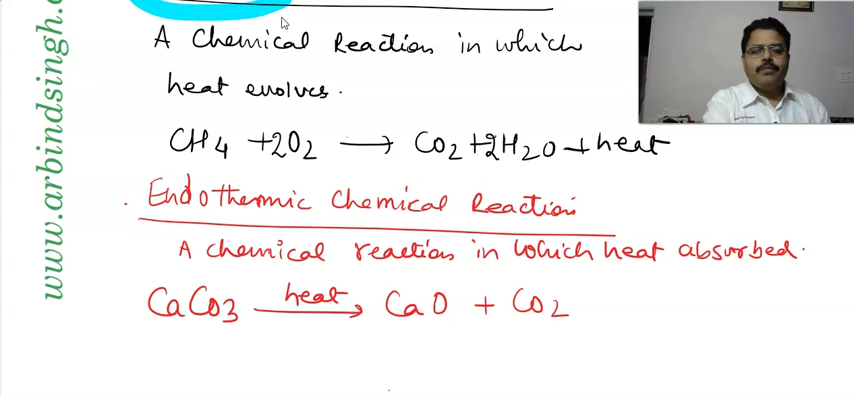 www.arbindsingh.c
A Chemical Reaction in which
heat evolves.
CH4 +2O2 → CO2 +2H2O + heat
. Endothermic Chemical Reaction
A chemical reaction in which heat absorbed.
heat
CaCO3 → CaO + CO2